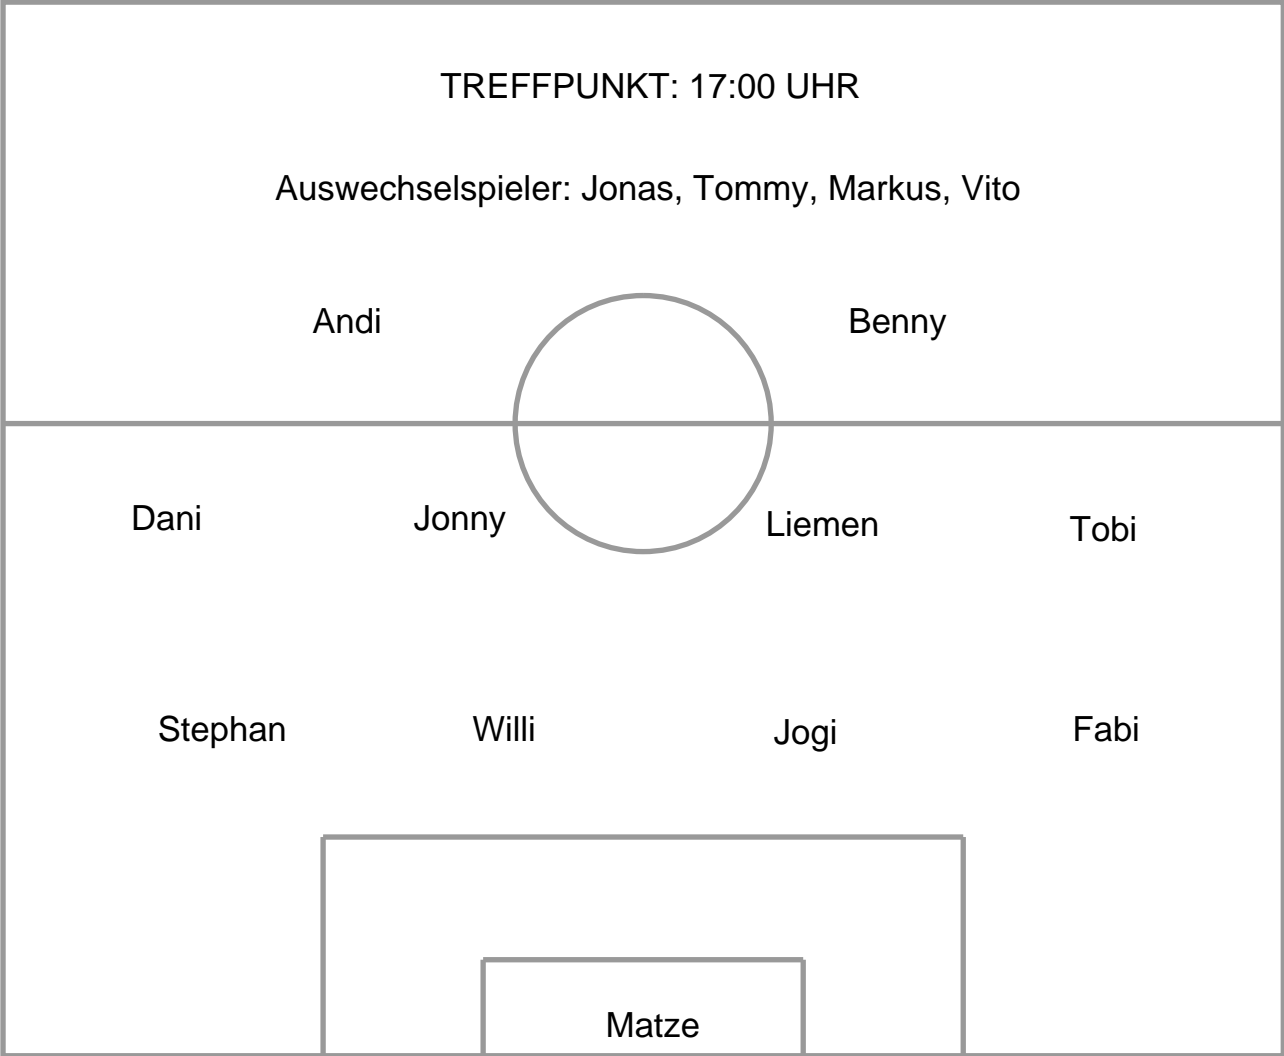 TREFFPUNKT: 17:00 UHR
Auswechselspieler: Jonas, Tommy, Markus, Vito
Andi Benny
Dani Jonny Liemen Tobi
Stephan Willi Jogi Fabi
Matze